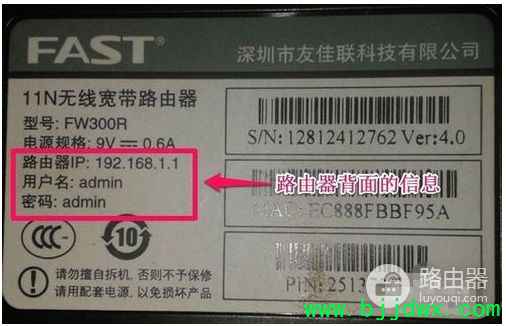 FAST
深圳市友佳联科技有限公司
11N无线宽带路由器
型号: FW300R
电源规格: 9V⎓0.6A
路由器IP: 192.168.1.1
用户名: admin
密码: admin
S/N: 12812412762 Ver:4.0
路由器背面的信息
MAC: EC888FBBF95A
PIN: 2513
CCC
10
请勿擅自拆机，否则不予保修
请用配套电源，以免损坏产品
路由器
luyouqi.com
www.bjjdwx.com